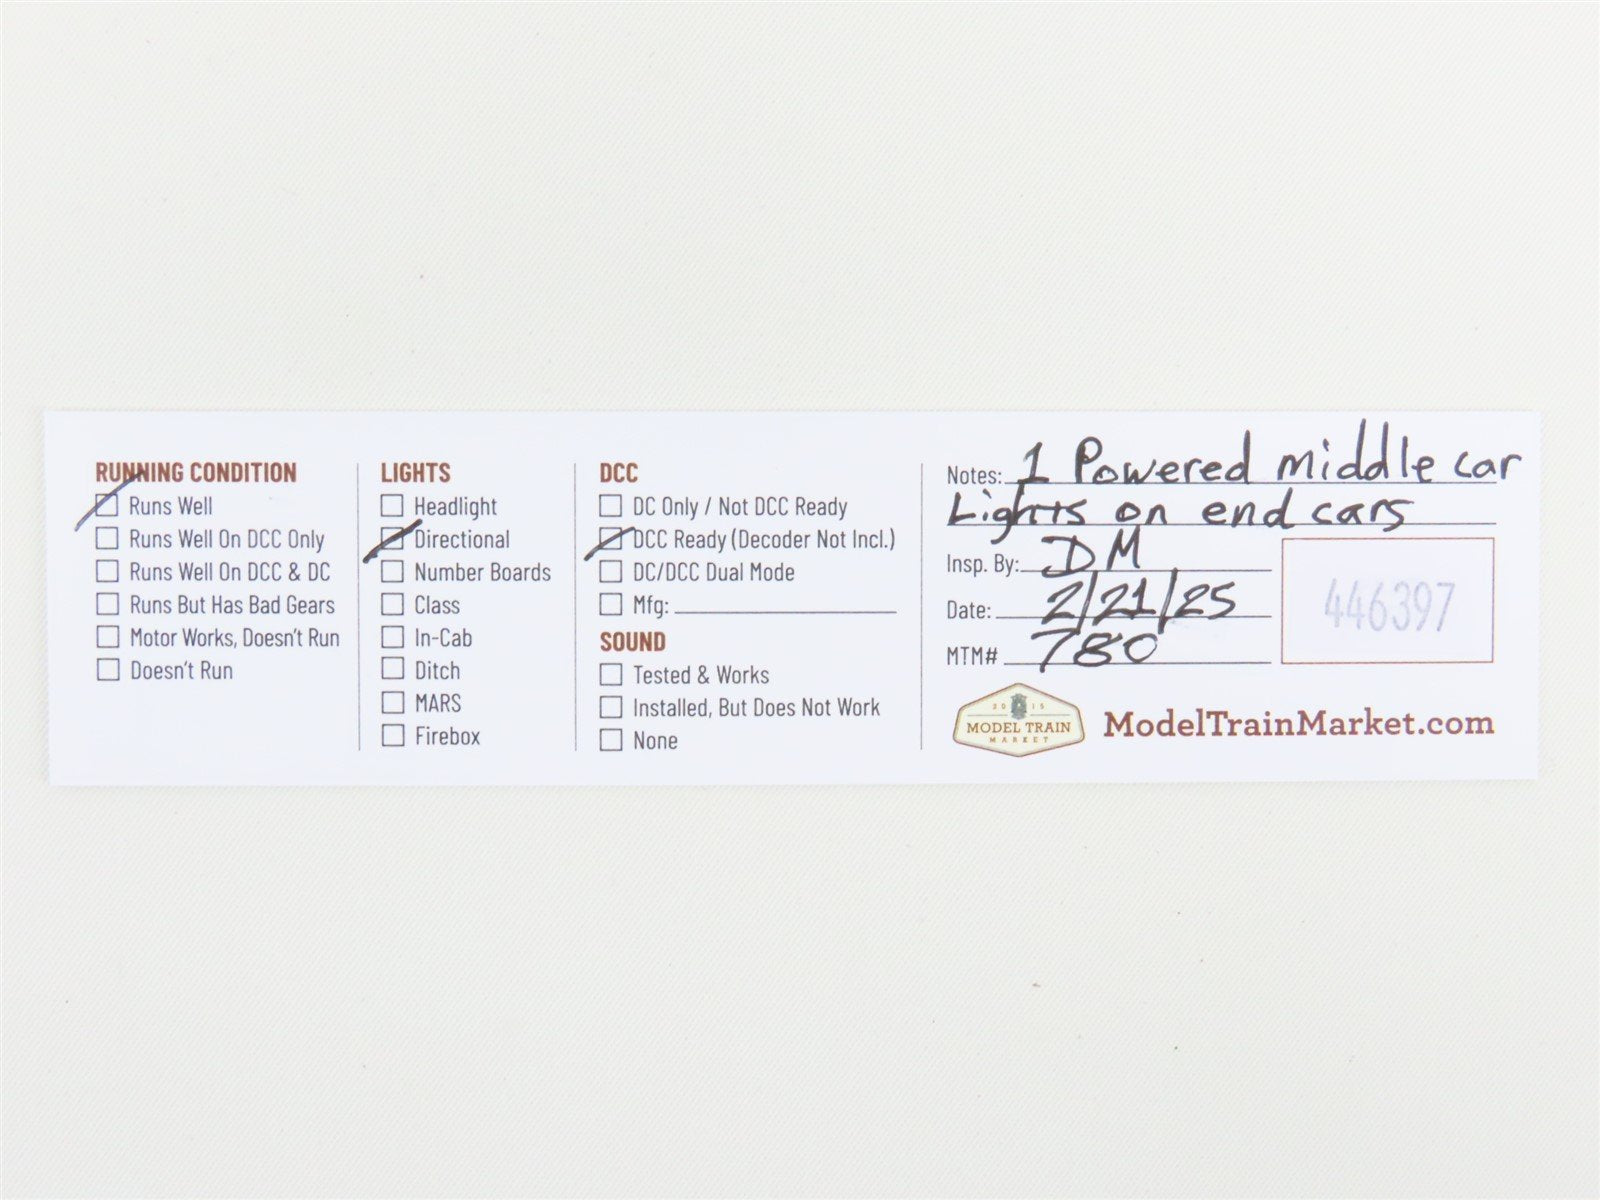 RUNNING CONDITION
Runs Well
Runs Well On DCC Only
Runs Well On DCC & DC
Runs But Has Bad Gears
Motor Works, Doesn't Run
Doesn't Run
LIGHTS
Headlight
Directional
Number Boards
Class
In-Cab
Ditch
MARS
Firebox
DCC
DC Only / Not DCC Ready
DCC Ready (Decoder Not Incl.)
DC/DCC Dual Mode
Mfg:
SOUND
Tested & Works
Installed, But Does Not Work
None
Notes: 1 Powered middle car
Lights on end cars
Insp. By: DM
Date: 2/21/25
MTM# 780
446397
2015
MODEL TRAIN
MARKET
ModelTrainMarket.com